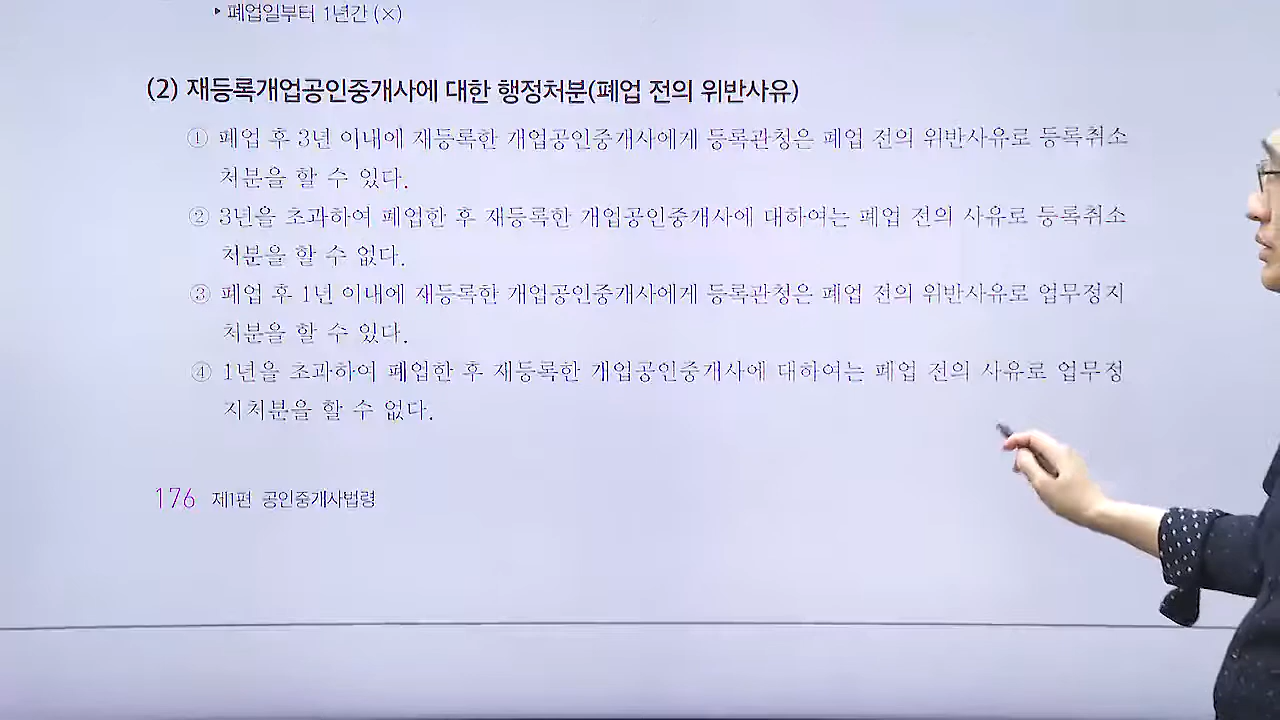 ▸ 폐업일부터 1년간 (×)
(2) 재등록개업공인중개사에 대한 행정처분(폐업 전의 위반사유)
① 폐업 후 3년 이내에 재등록한 개업공인중개사에게 등록관청은 폐업 전의 위반사유로 등록취소
처분을 할 수 있다.
② 3년을 초과하여 폐업한 후 재등록한 개업공인중개사에 대하여는 폐업 전의 사유로 등록취소
처분을 할 수 없다.
③ 폐업 후 1년 이내에 재등록한 개업공인중개사에게 등록관청은 폐업 전의 위반사유로 업무정지
처분을 할 수 있다.
④ 1년을 초과하여 폐업한 후 재등록한 개업공인중개사에 대하여는 폐업 전의 사유로 업무정
지처분을 할 수 없다.
176 제1편 공인중개사법령